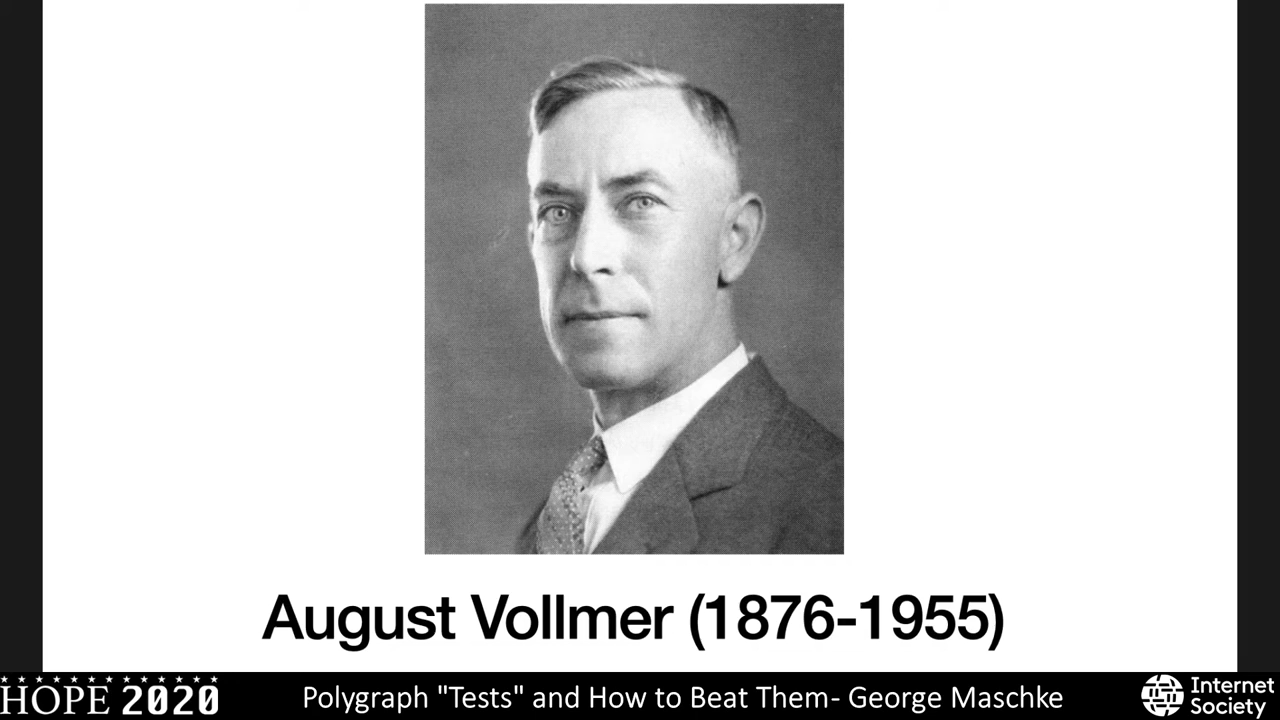 August Vollmer (1876-1955)
HOPE 2020
Polygraph "Tests" and How to Beat Them- George Maschke
Internet
Society